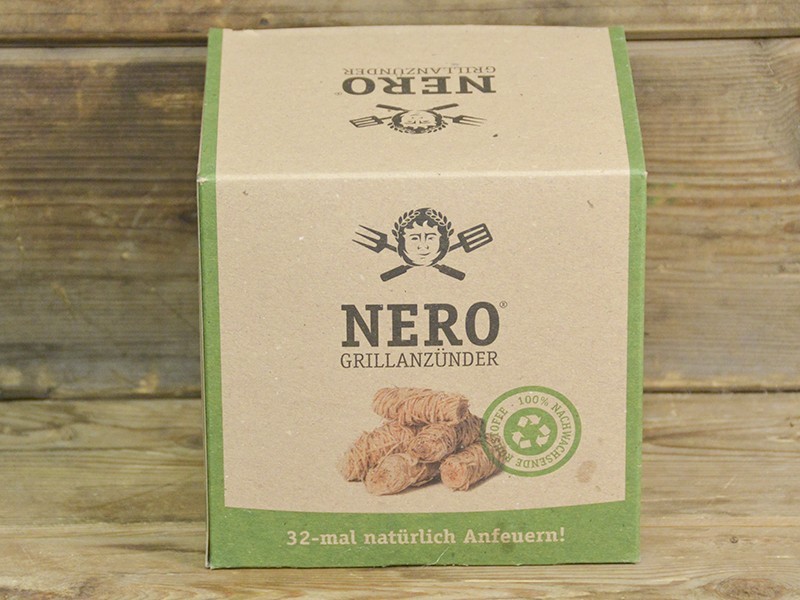 NERO®
GRILLANZÜNDER
NERO®
GRILLANZÜNDER
100% NACHWACHSENDE ROHSTOFFE ·
32-mal natürlich Anfeuern!